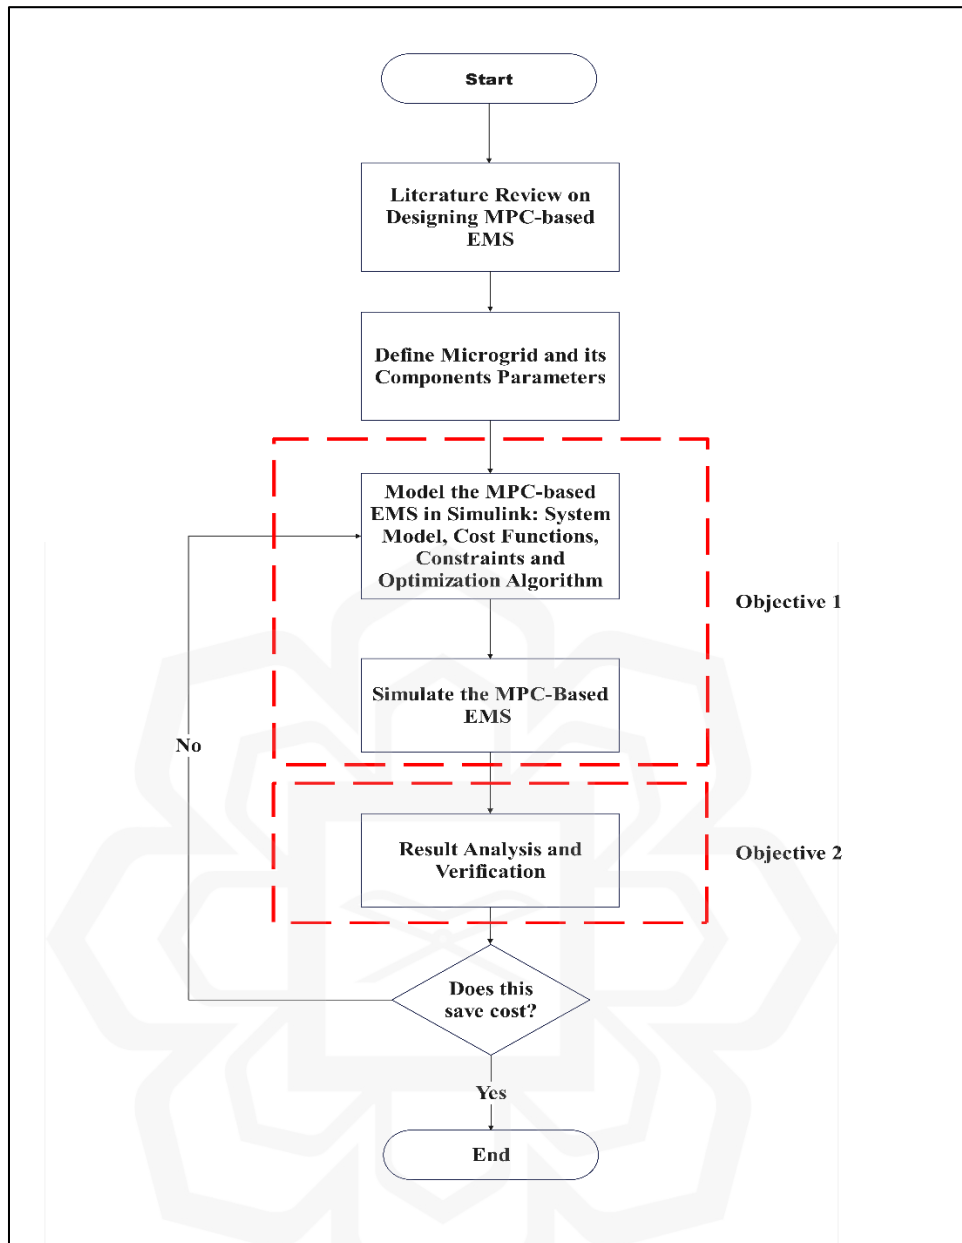 Start
Literature Review on
Designing MPC-based
EMS
Define Microgrid and its
Components Parameters
Model the MPC-based
EMS in Simulink: System
Model, Cost Functions,
Constraints and
Optimization Algorithm
Objective 1
Simulate the MPC-Based
EMS
No
Result Analysis and
Verification
Objective 2
Does this
save cost?
Yes
End